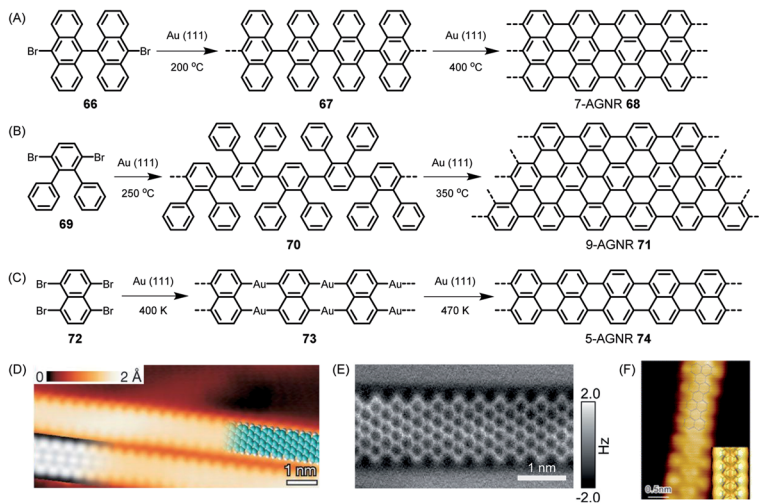 (A)
Br
Br
Au (111)
200 °C
Au (111)
400 °C
66
67
7-AGNR 68
(B)
Br
Br
Au (111)
250 °C
Au (111)
350 °C
69
70
9-AGNR 71
(C)
Br
Br
Br
Br
Au (111)
400 K
Au
Au
Au
Au
Au
Au
Au (111)
470 K
72
73
5-AGNR 74
(D)
0
2 Å
1 nm
(E)
1 nm
2.0
Hz
-2.0
(F)
0.5nm